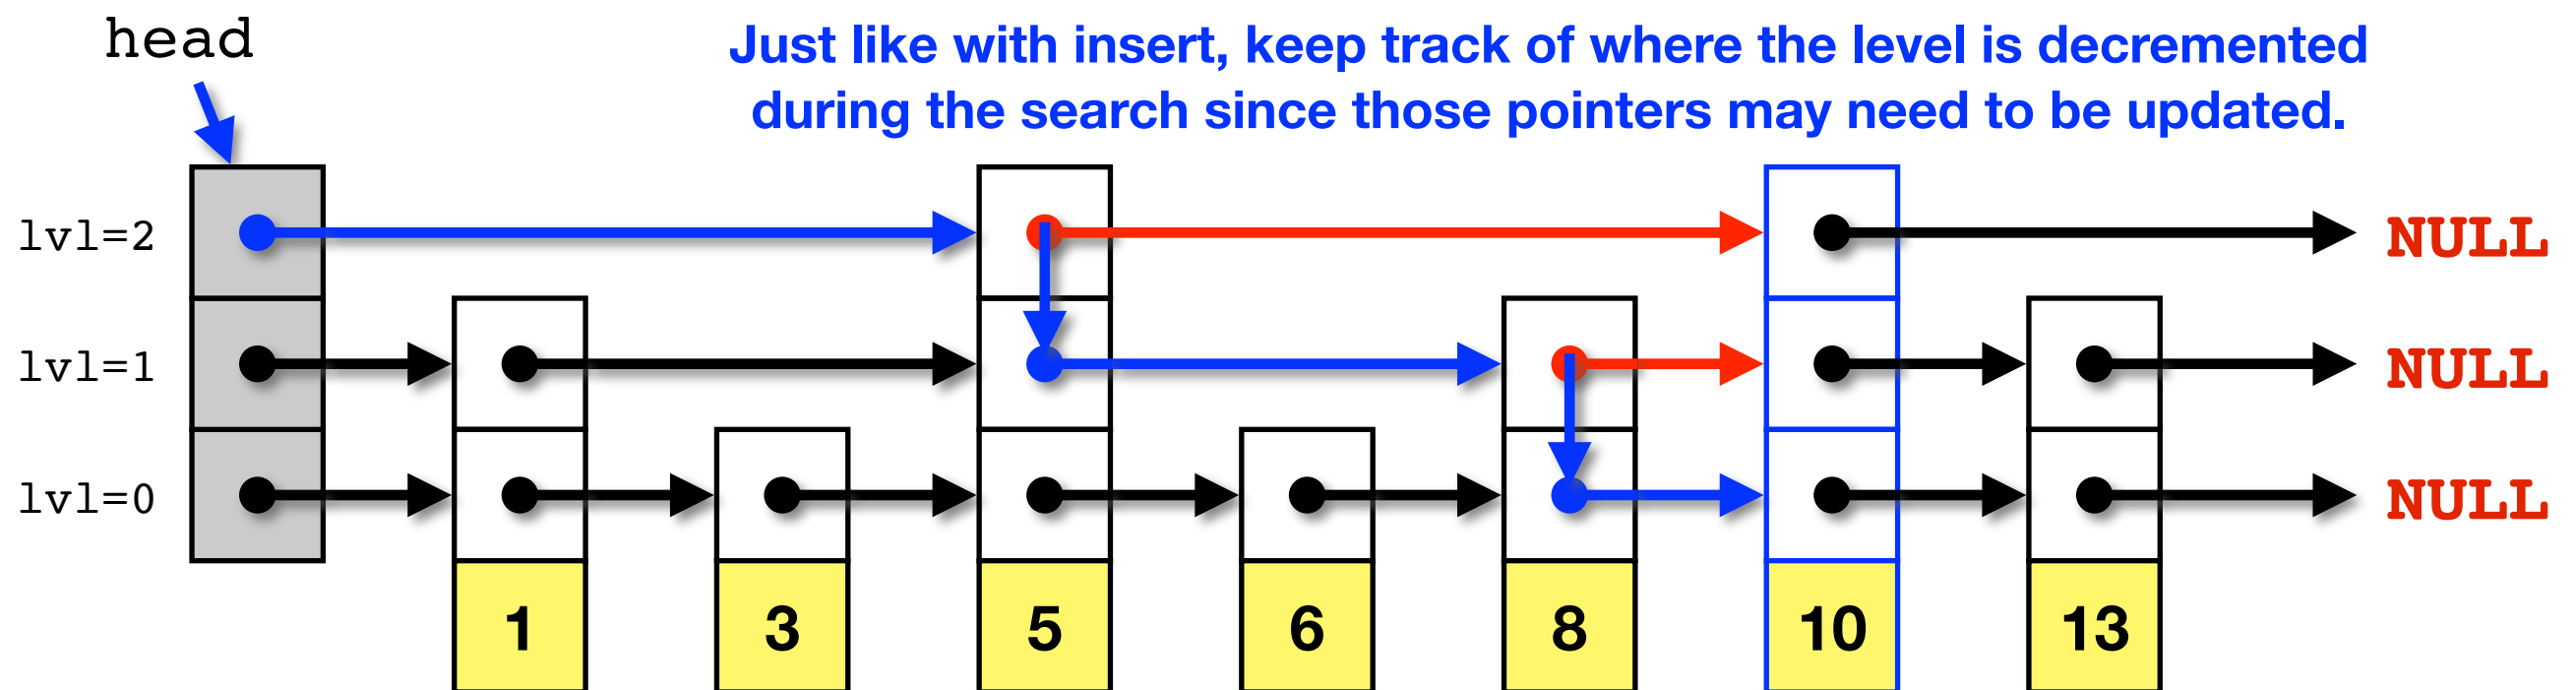 head
Just like with insert, keep track of where the level is decremented
during the search since those pointers may need to be updated.
lvl=2 NULL
lvl=1 NULL
lvl=0 NULL
1 3 5 6 8 10 13